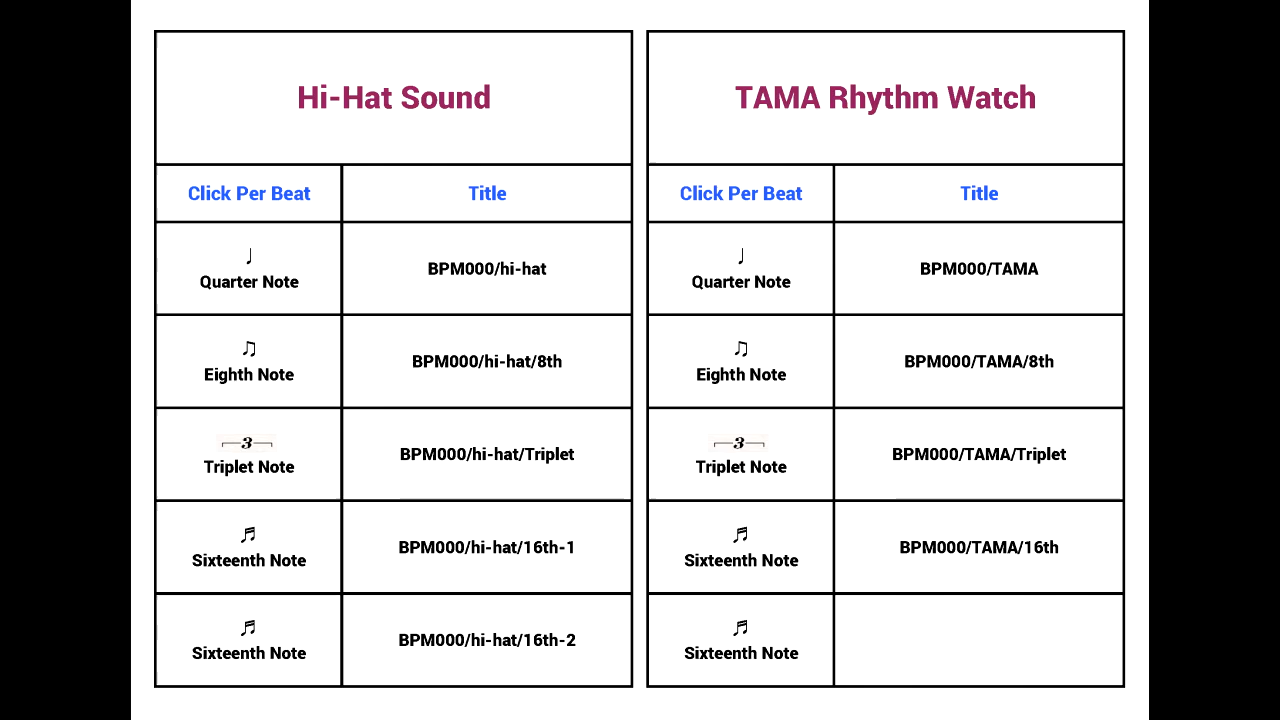 Hi-Hat Sound
Click Per Beat
Title
♩
Quarter Note
BPM000/hi-hat
♫
Eighth Note
BPM000/hi-hat/8th
3
Triplet Note
BPM000/hi-hat/Triplet
♬
Sixteenth Note
BPM000/hi-hat/16th-1
♬
Sixteenth Note
BPM000/hi-hat/16th-2
TAMA Rhythm Watch
Click Per Beat
Title
♩
Quarter Note
BPM000/TAMA
♫
Eighth Note
BPM000/TAMA/8th
3
Triplet Note
BPM000/TAMA/Triplet
♬
Sixteenth Note
BPM000/TAMA/16th
♬
Sixteenth Note